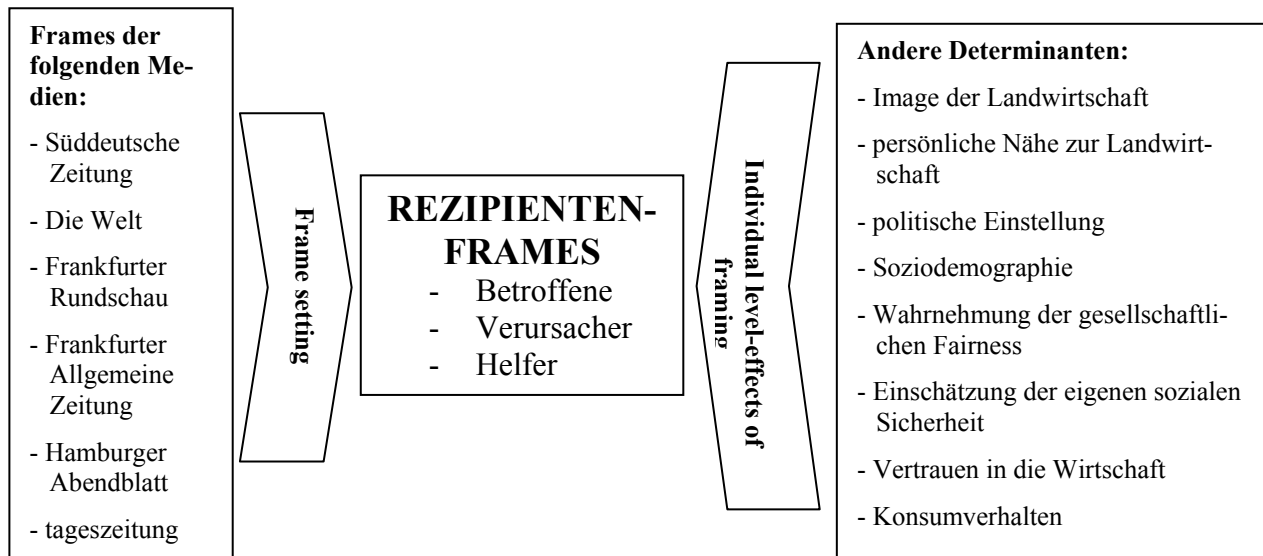 Frames der
folgenden Me-
dien:
- Süddeutsche
Zeitung
- Die Welt
- Frankfurter
Rundschau
- Frankfurter
Allgemeine
Zeitung
- Hamburger
Abendblatt
- tageszeitung
Frame setting
REZIPIENTEN-
FRAMES
- Betroffene
- Verursacher
- Helfer
Individual level-effects of
framing
Andere Determinanten:
- Image der Landwirtschaft
- persönliche Nähe zur Landwirt-
schaft
- politische Einstellung
- Soziodemographie
- Wahrnehmung der gesellschaftli-
chen Fairness
- Einschätzung der eigenen sozialen
Sicherheit
- Vertrauen in die Wirtschaft
- Konsumverhalten